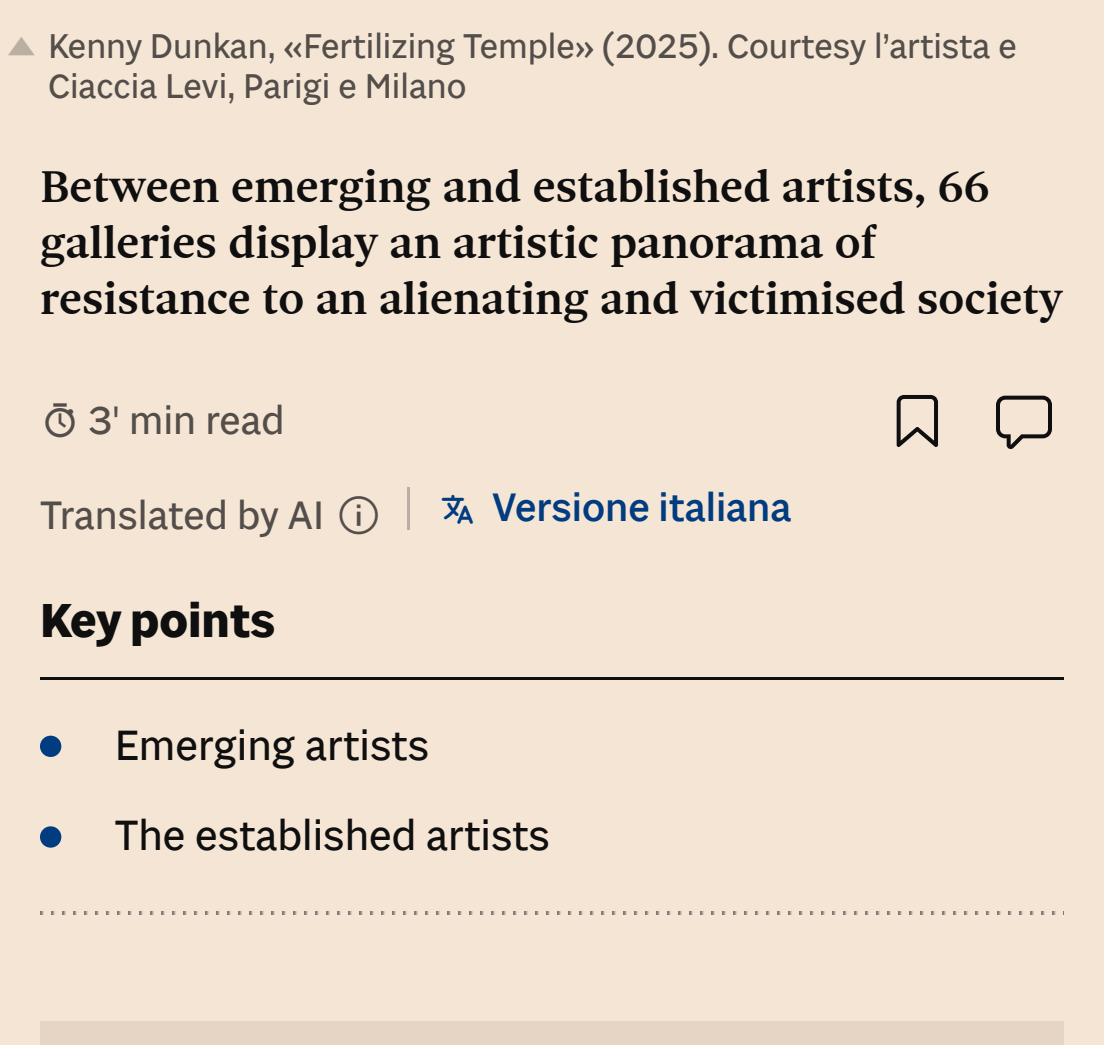 Kenny Dunkan, «Fertilizing Temple» (2025). Courtesy l’artista e
Ciaccia Levi, Parigi e Milano
Between emerging and established artists, 66
galleries display an artistic panorama of
resistance to an alienating and victimised society
3' min read
Translated by AI
Versione italiana
Key points
Emerging artists
The established artists